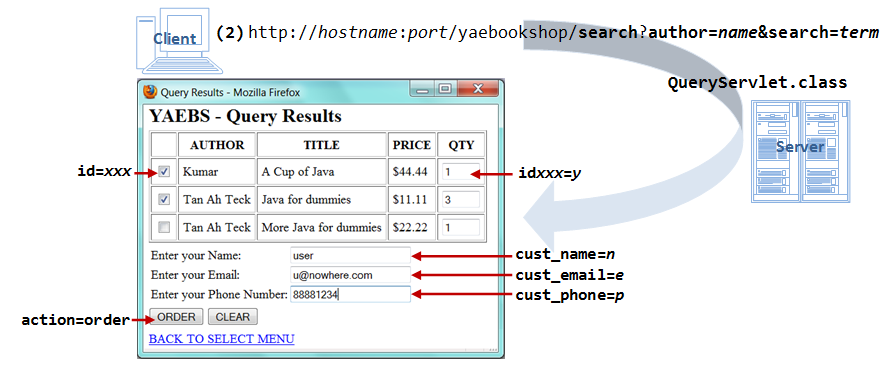 Client
(2) http://hostname:port/yaebookshop/search?author=name&search=term
QueryServlet.class
Server
Query Results - Mozilla Firefox
YAEBS - Query Results
AUTHOR TITLE PRICE QTY
id=xxx Kumar A Cup of Java $44.44 1 idxxx=y
Tan Ah Teck Java for dummies $11.11 3
Tan Ah Teck More Java for dummies $22.22 1
Enter your Name: user cust_name=n
Enter your Email: u@nowhere.com cust_email=e
Enter your Phone Number: 88881234 cust_phone=p
action=order ORDER CLEAR
BACK TO SELECT MENU